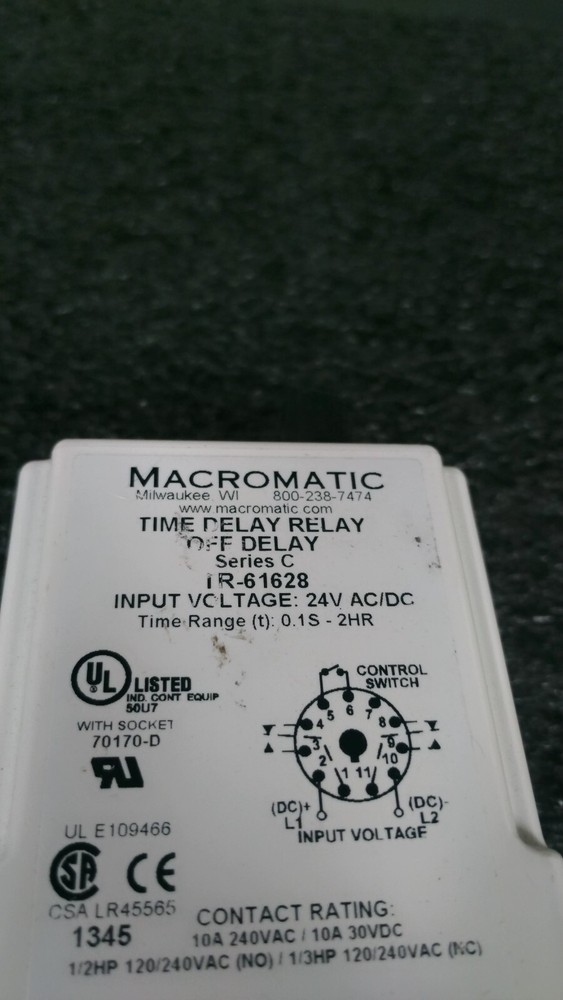 MACROMATIC
Milwaukee, WI 800-238-7474
www.macromatic.com
TIME DELAY RELAY
OFF DELAY
Series C
TR-61628
INPUT VOLTAGE: 24V AC/DC
Time Range (t): 0.1S - 2HR
UL LISTED
IND. CONT EQUIP
50U7
WITH SOCKET
70170-D
UL E109466
CSA LR45565
1345
CONTROL
SWITCH
5 6 7
4 8
3 9
2 10
1 11
(DC)+ (DC)-
L1 L2
INPUT VOLTAGE
CONTACT RATING:
10A 240VAC / 10A 30VDC
1/2HP 120/240VAC (NO) / 1/3HP 120/240VAC (NC)